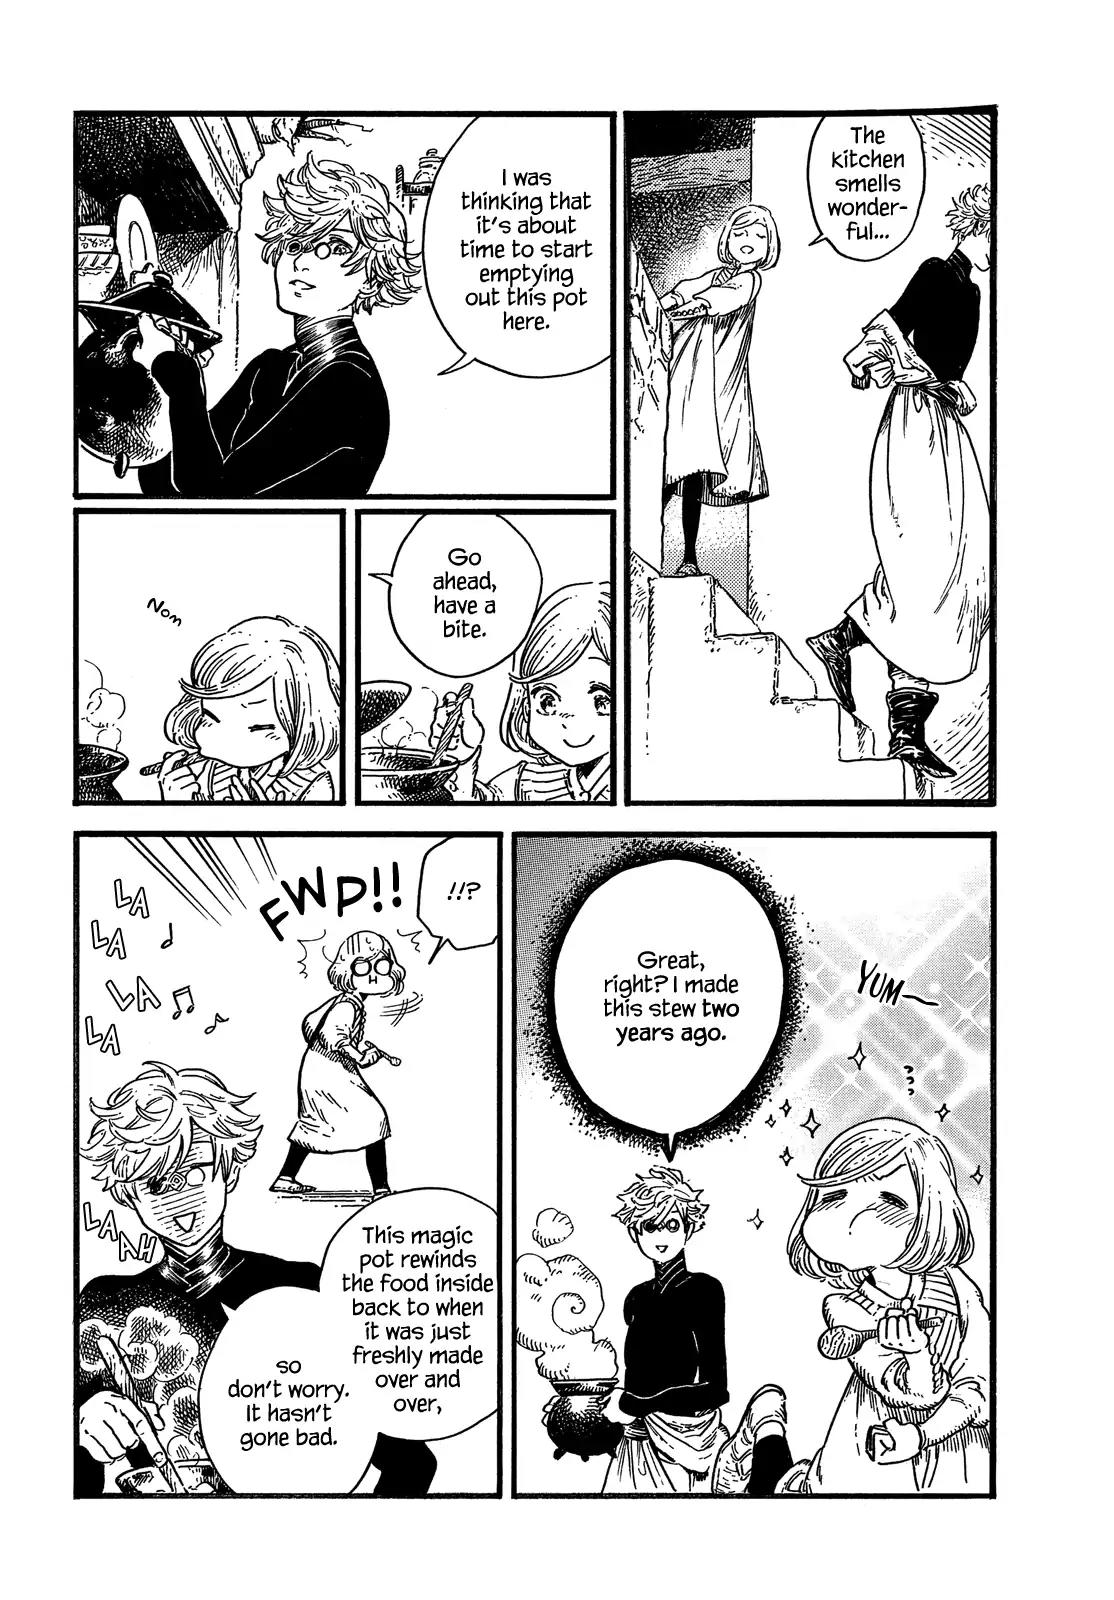 The
kitchen
smells
wonder-
ful...
I was
thinking that
it's about
time to start
emptying
out this pot
here.
Go
ahead,
have a
bite.
Nom
YUM~
Great,
right? I made
this stew two
years ago.
???
!!?
FWP!!
LA
LA
LA
LA
LA
AAH
This magic
pot rewinds
the food inside
back to when
it was just
freshly made
over and
over,
so
don't worry.
It hasn't
gone bad.